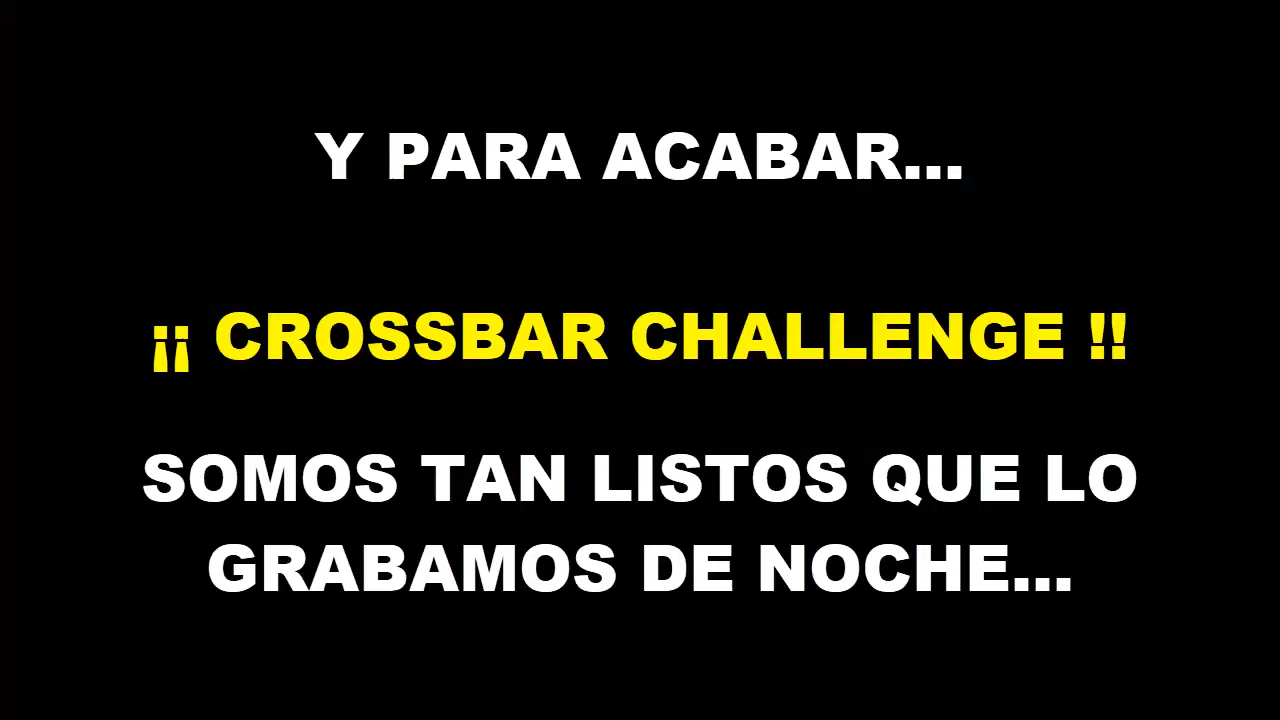 Y PARA ACABAR...
¡¡ CROSSBAR CHALLENGE !!
SOMOS TAN LISTOS QUE LO
GRABAMOS DE NOCHE...